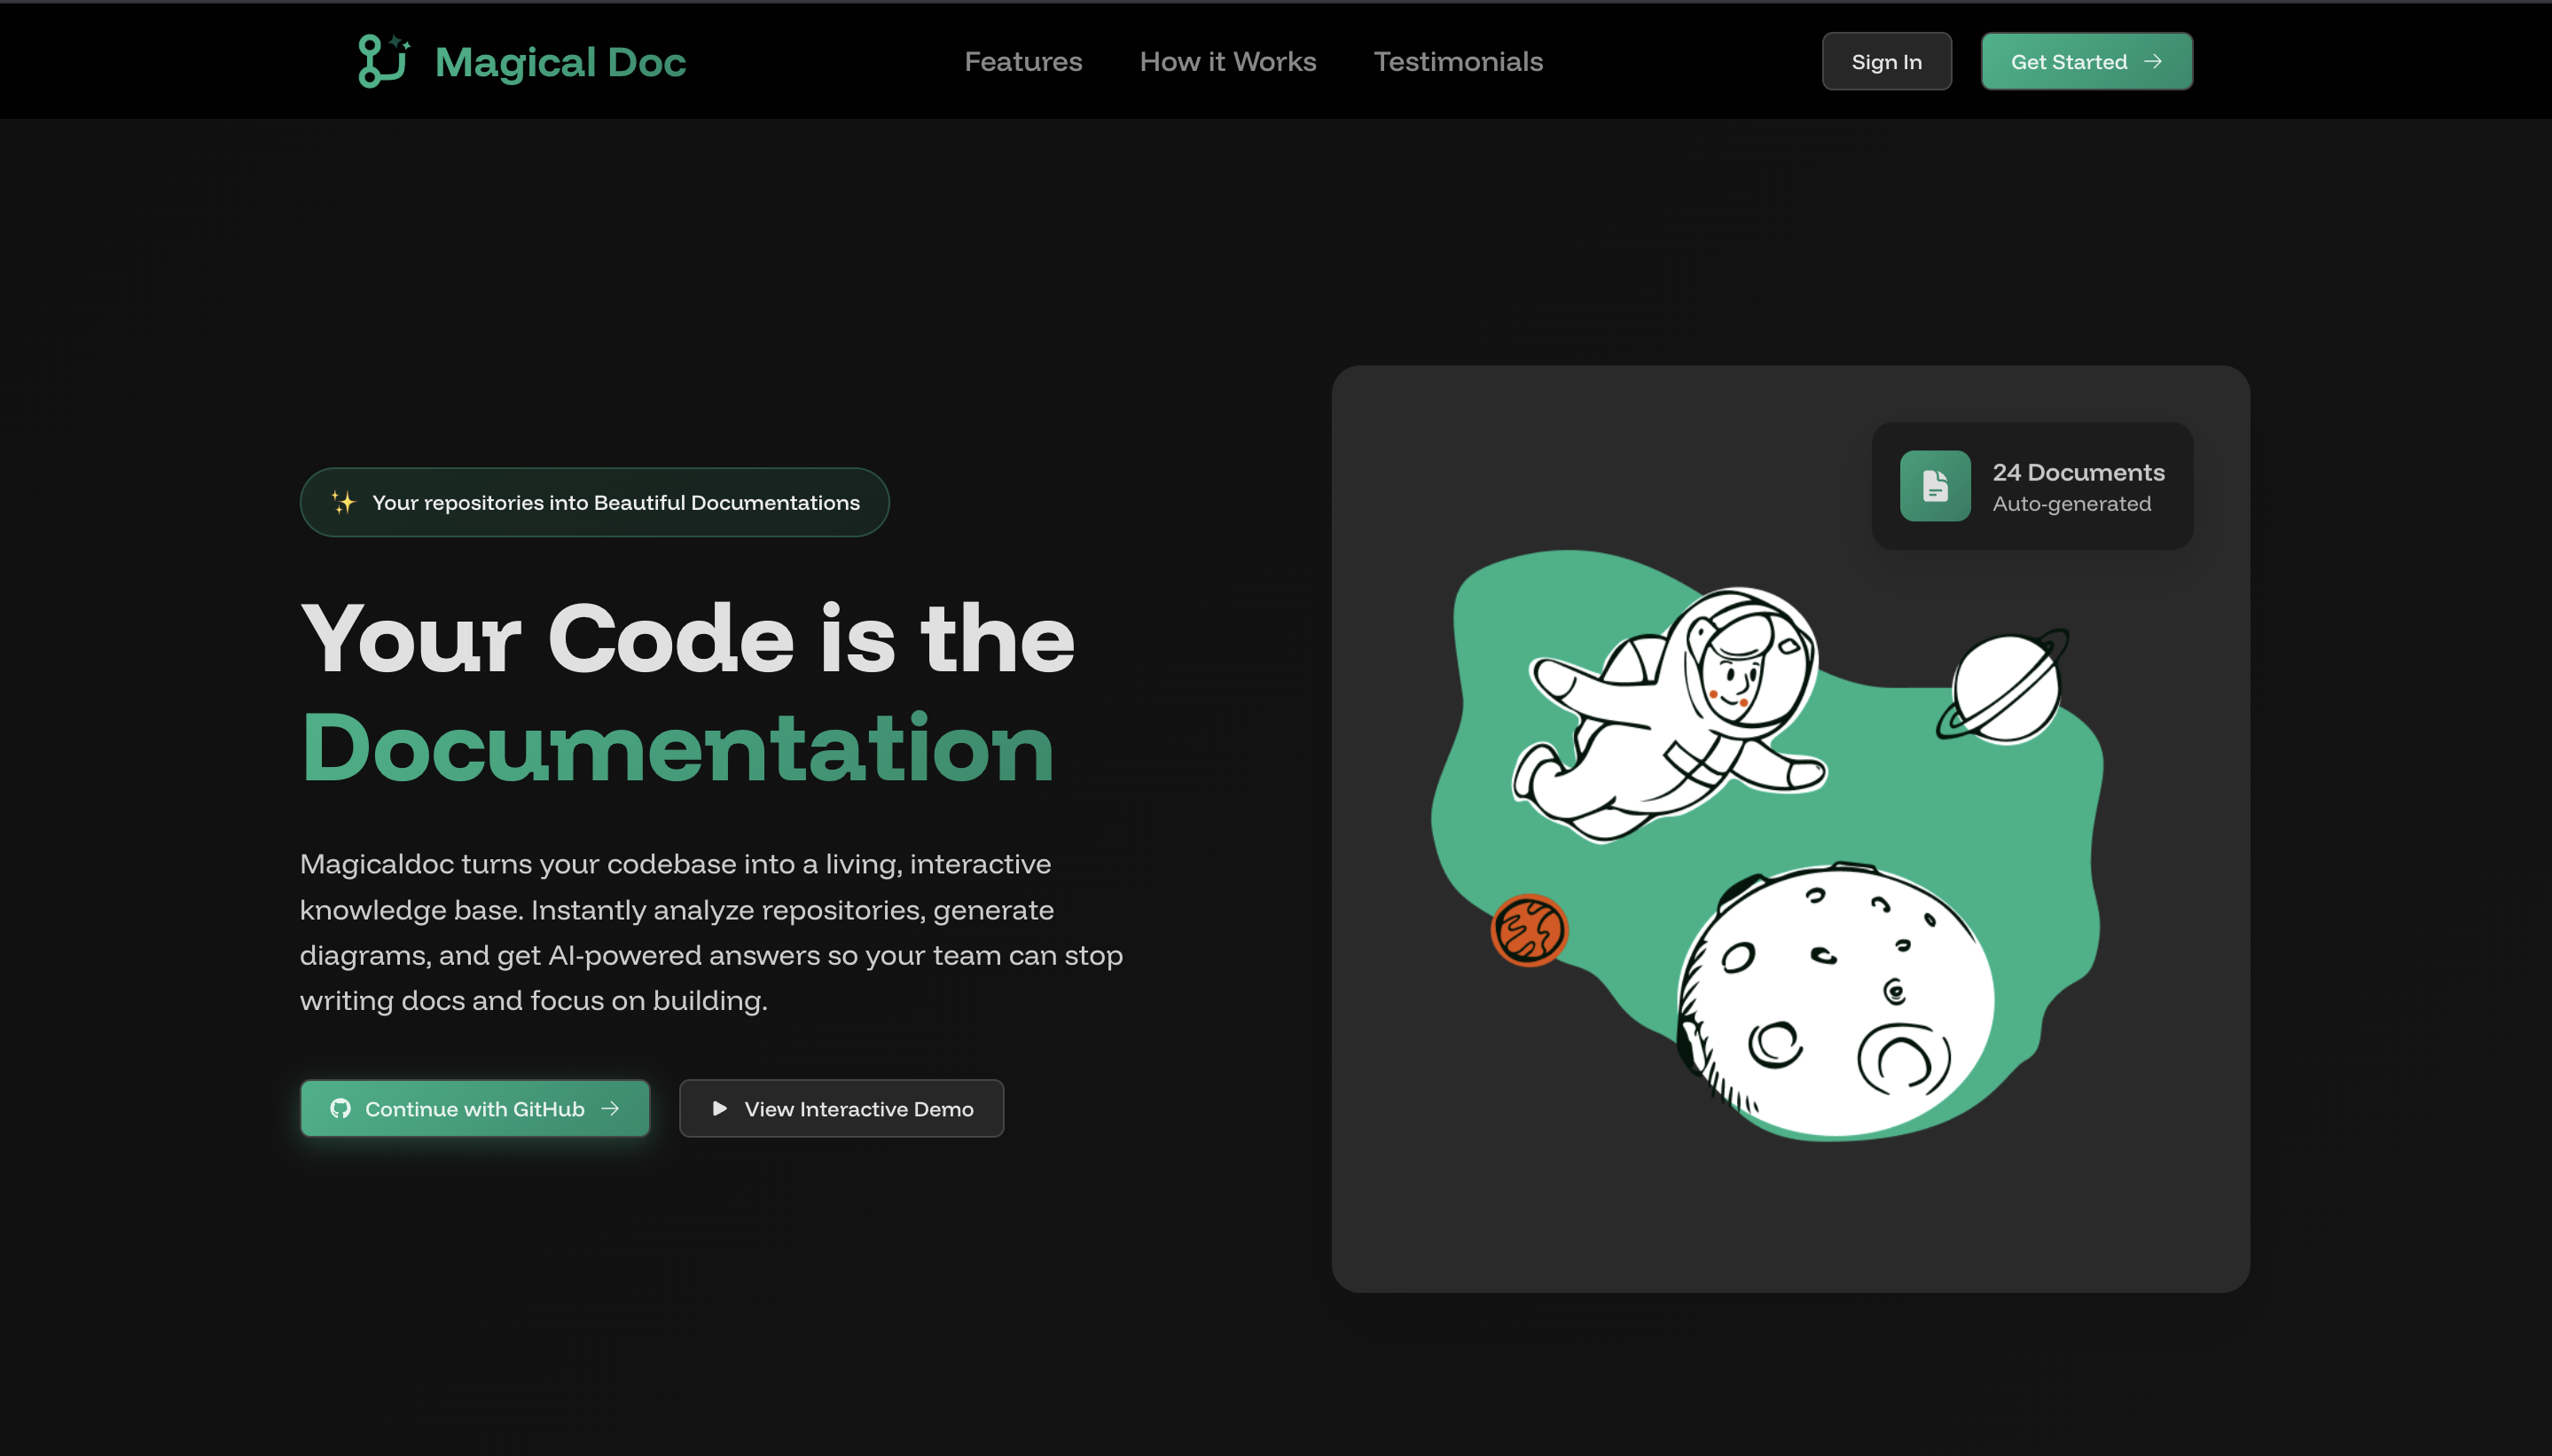 Magical Doc
Features
How it Works
Testimonials
Sign In
Get Started
Your repositories into Beautiful Documentations
Your Code is the
Documentation
Magicaldoc turns your codebase into a living, interactive
knowledge base. Instantly analyze repositories, generate
diagrams, and get AI-powered answers so your team can stop
writing docs and focus on building.
Continue with GitHub
View Interactive Demo
24 Documents
Auto-generated